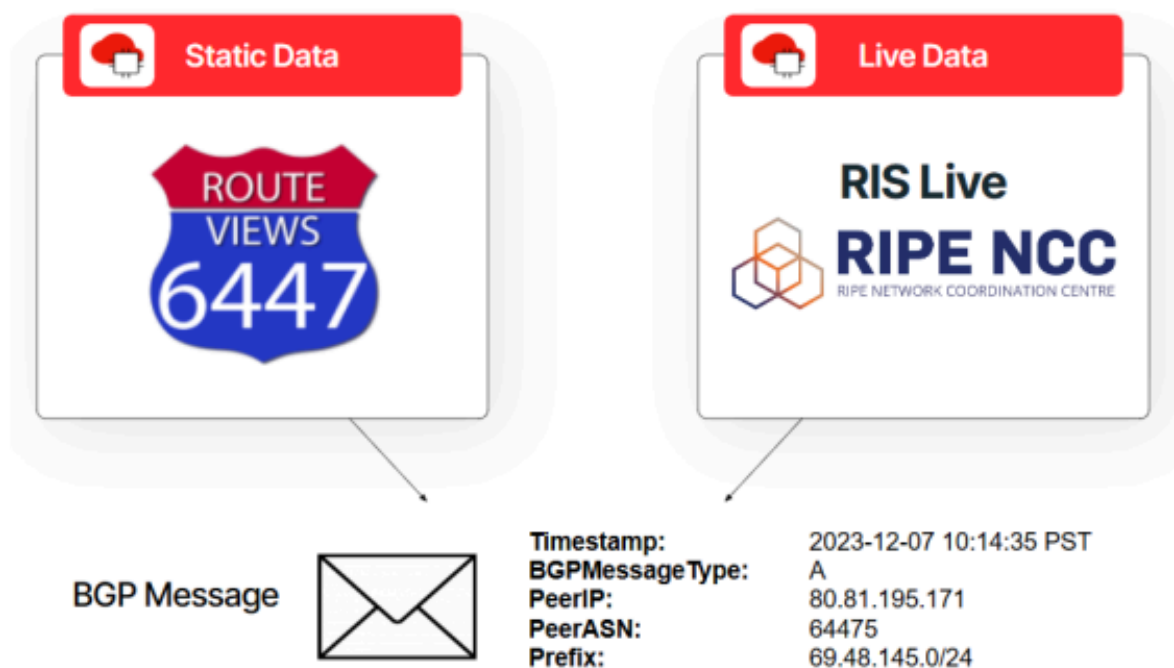 Static Data
ROUTE
VIEWS
6447
Live Data
RIS Live
RIPE NCC
RIPE NETWORK COORDINATION CENTRE
BGP Message
Timestamp: 2023-12-07 10:14:35 PST
BGPMessageType: A
PeerIP: 80.81.195.171
PeerASN: 64475
Prefix: 69.48.145.0/24